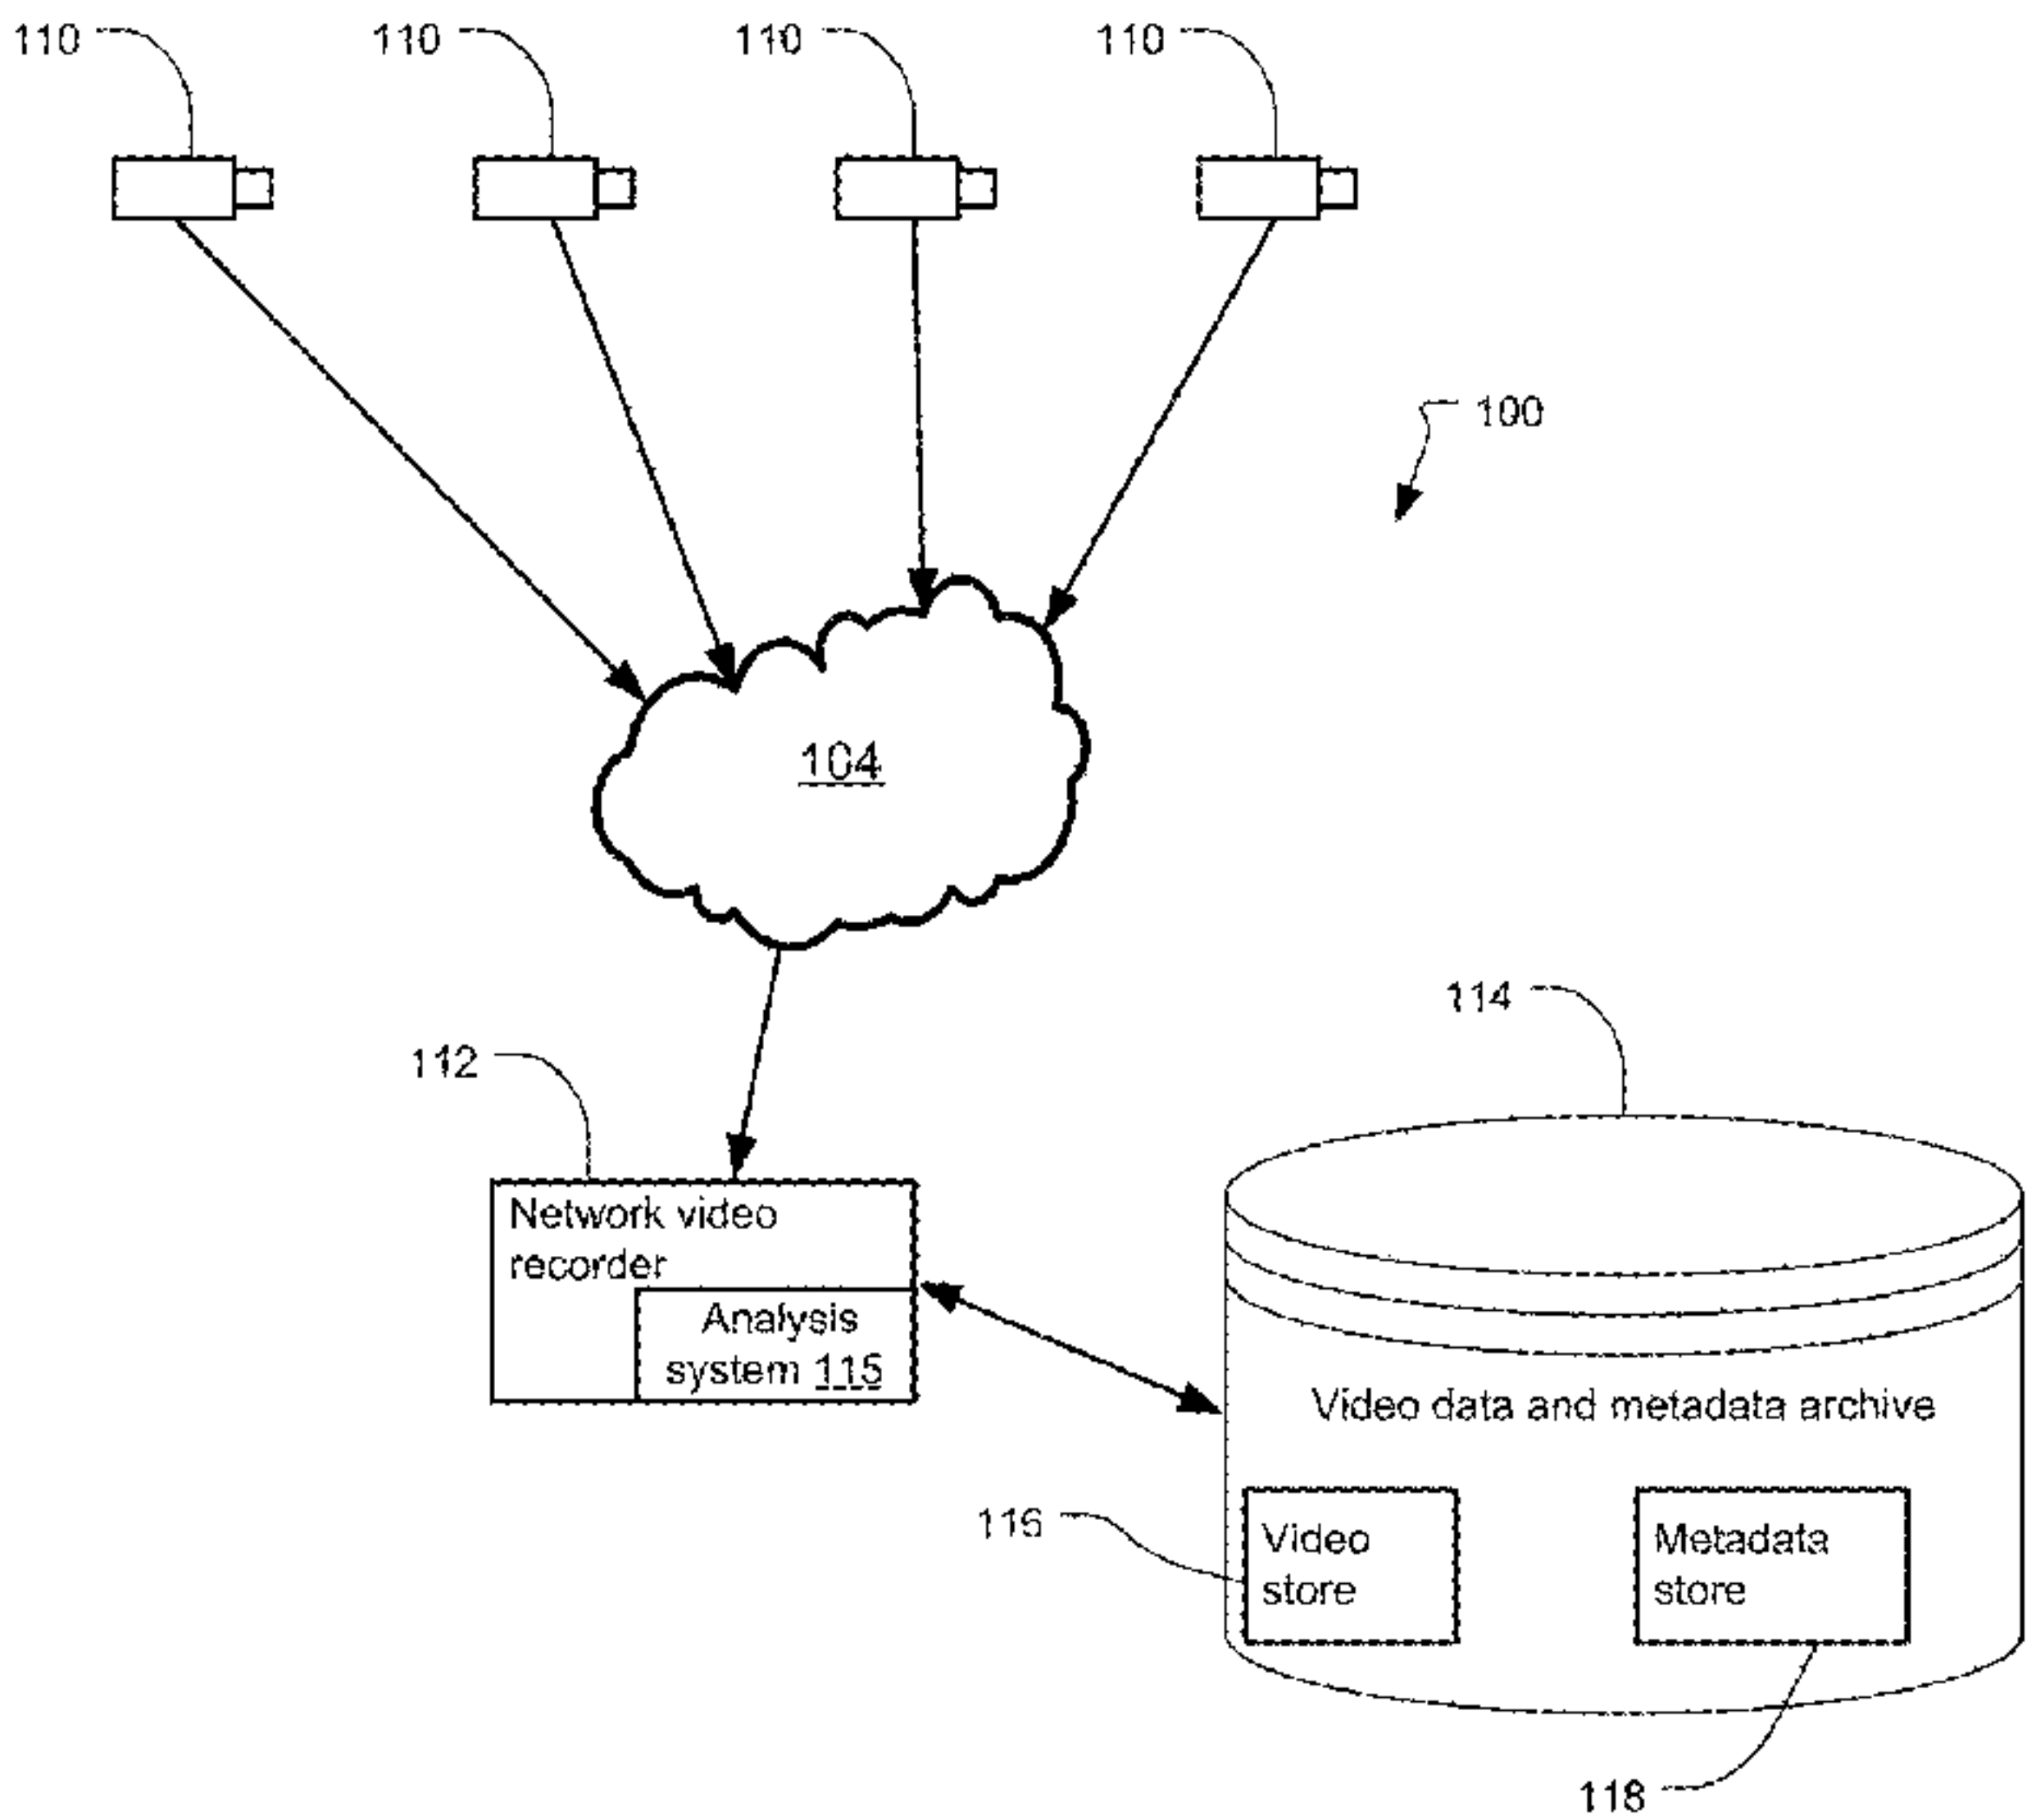 110 110 110 110
100
104
114
112
Network video
recorder
Analysis
system 115
Video data and metadata archive
116
Video
store
Metadata
store
118